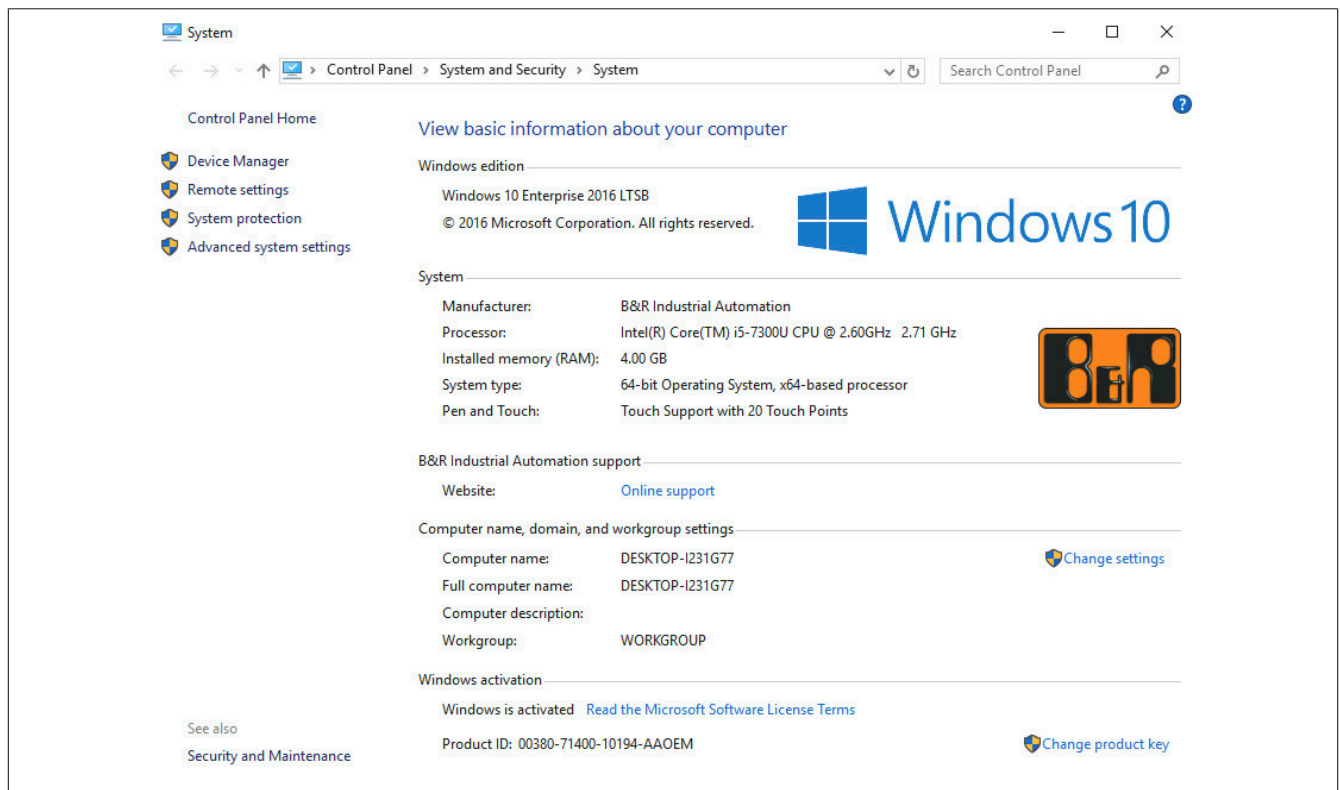 System
Control Panel > System and Security > System
Search Control Panel
?
Control Panel Home
Device Manager
Remote settings
System protection
Advanced system settings
View basic information about your computer
Windows edition
Windows 10 Enterprise 2016 LTSB
© 2016 Microsoft Corporation. All rights reserved.
Windows 10
System
Manufacturer: B&R Industrial Automation
Processor: Intel(R) Core(TM) i5-7300U CPU @ 2.60GHz 2.71 GHz
Installed memory (RAM): 4.00 GB
System type: 64-bit Operating System, x64-based processor
Pen and Touch: Touch Support with 20 Touch Points
B&R
B&R Industrial Automation support
Website: Online support
Computer name, domain, and workgroup settings
Computer name: DESKTOP-I231G77
Change settings
Full computer name: DESKTOP-I231G77
Computer description:
Workgroup: WORKGROUP
Windows activation
Windows is activated Read the Microsoft Software License Terms
Product ID: 00380-71400-10194-AAOEM
Change product key
See also
Security and Maintenance